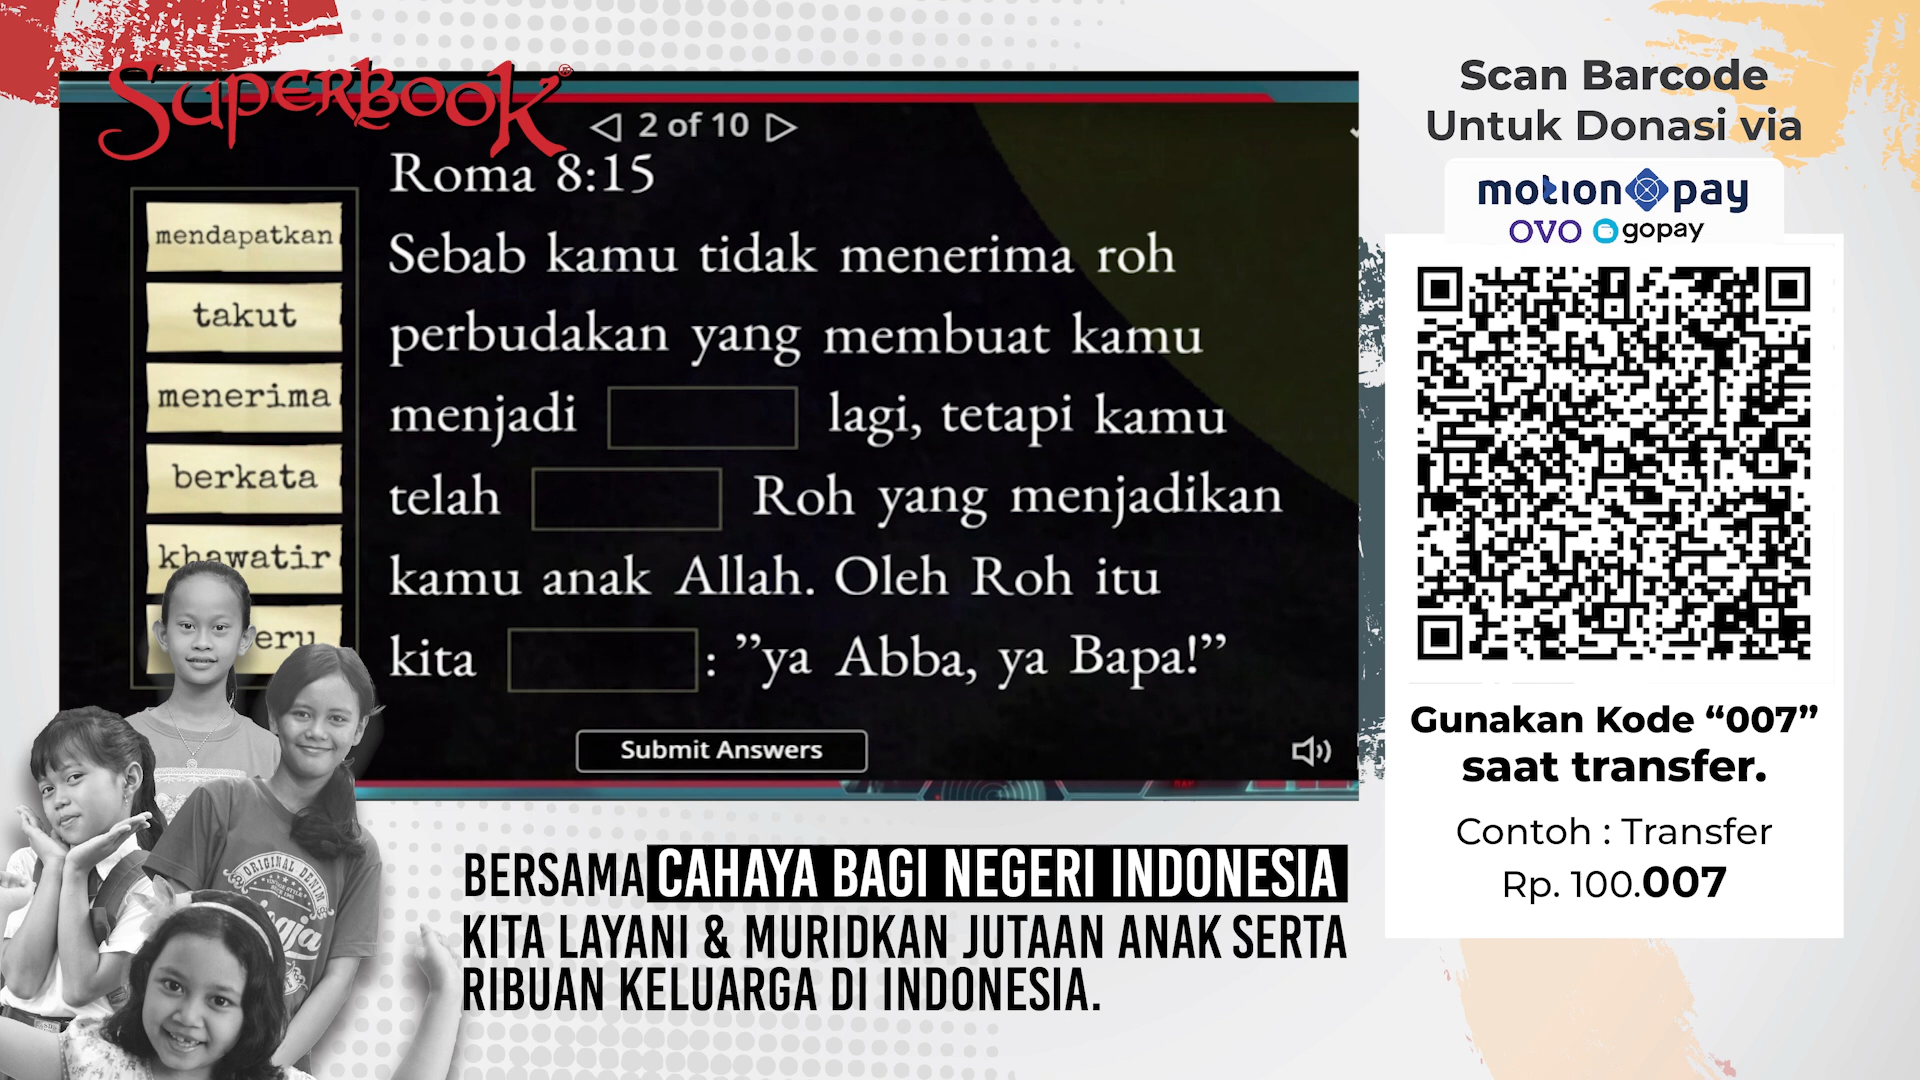 SUPERBOOK®
2 of 10
Roma 8:15
Sebab kamu tidak menerima roh
perbudakan yang membuat kamu
menjadi lagi, tetapi kamu
telah Roh yang menjadikan
kamu anak Allah. Oleh Roh itu
kita : ”ya Abba, ya Bapa!”
mendapatkan
takut
menerima
berkata
khawatir
Submit Answers
BERSAMA CAHAYA BAGI NEGERI INDONESIA
KITA LAYANI & MURIDKAN JUTAAN ANAK SERTA
RIBUAN KELUARGA DI INDONESIA.
Scan Barcode
Untuk Donasi via
motion pay
OVO gopay
Gunakan Kode “007”
saat transfer.
Contoh : Transfer
Rp. 100.007
ORIGINAL DENIM